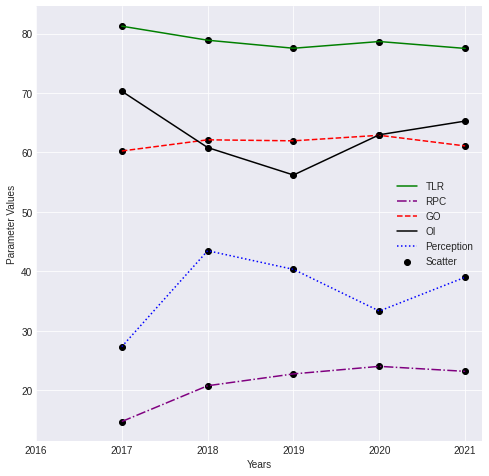 80
70
60
50
40
30
20
Parameter Values
TLR
RPC
GO
OI
Perception
Scatter
2016 2017 2018 2019 2020 2021
Years